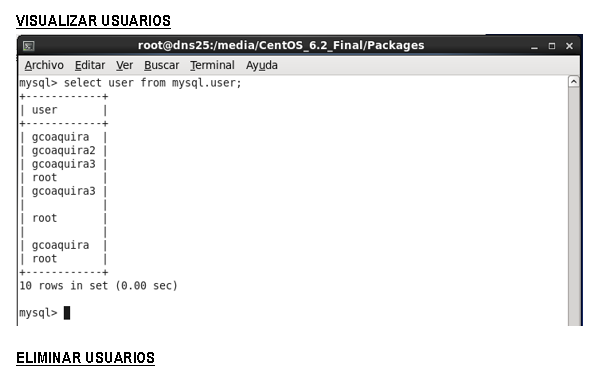 VISUALIZAR USUARIOS
root@dns25:/media/CentOS_6.2_Final/Packages
Archivo Editar Ver Buscar Terminal Ayuda
mysql> select user from mysql.user;
+------------+
| user       |
+------------+
| gcoaquira  |
| gcoaquira2 |
| gcoaquira3 |
| root       |
| gcoaquira3 |
|            |
| root       |
|            |
| gcoaquira  |
| root       |
+------------+
10 rows in set (0.00 sec)
mysql>
ELIMINAR USUARIOS